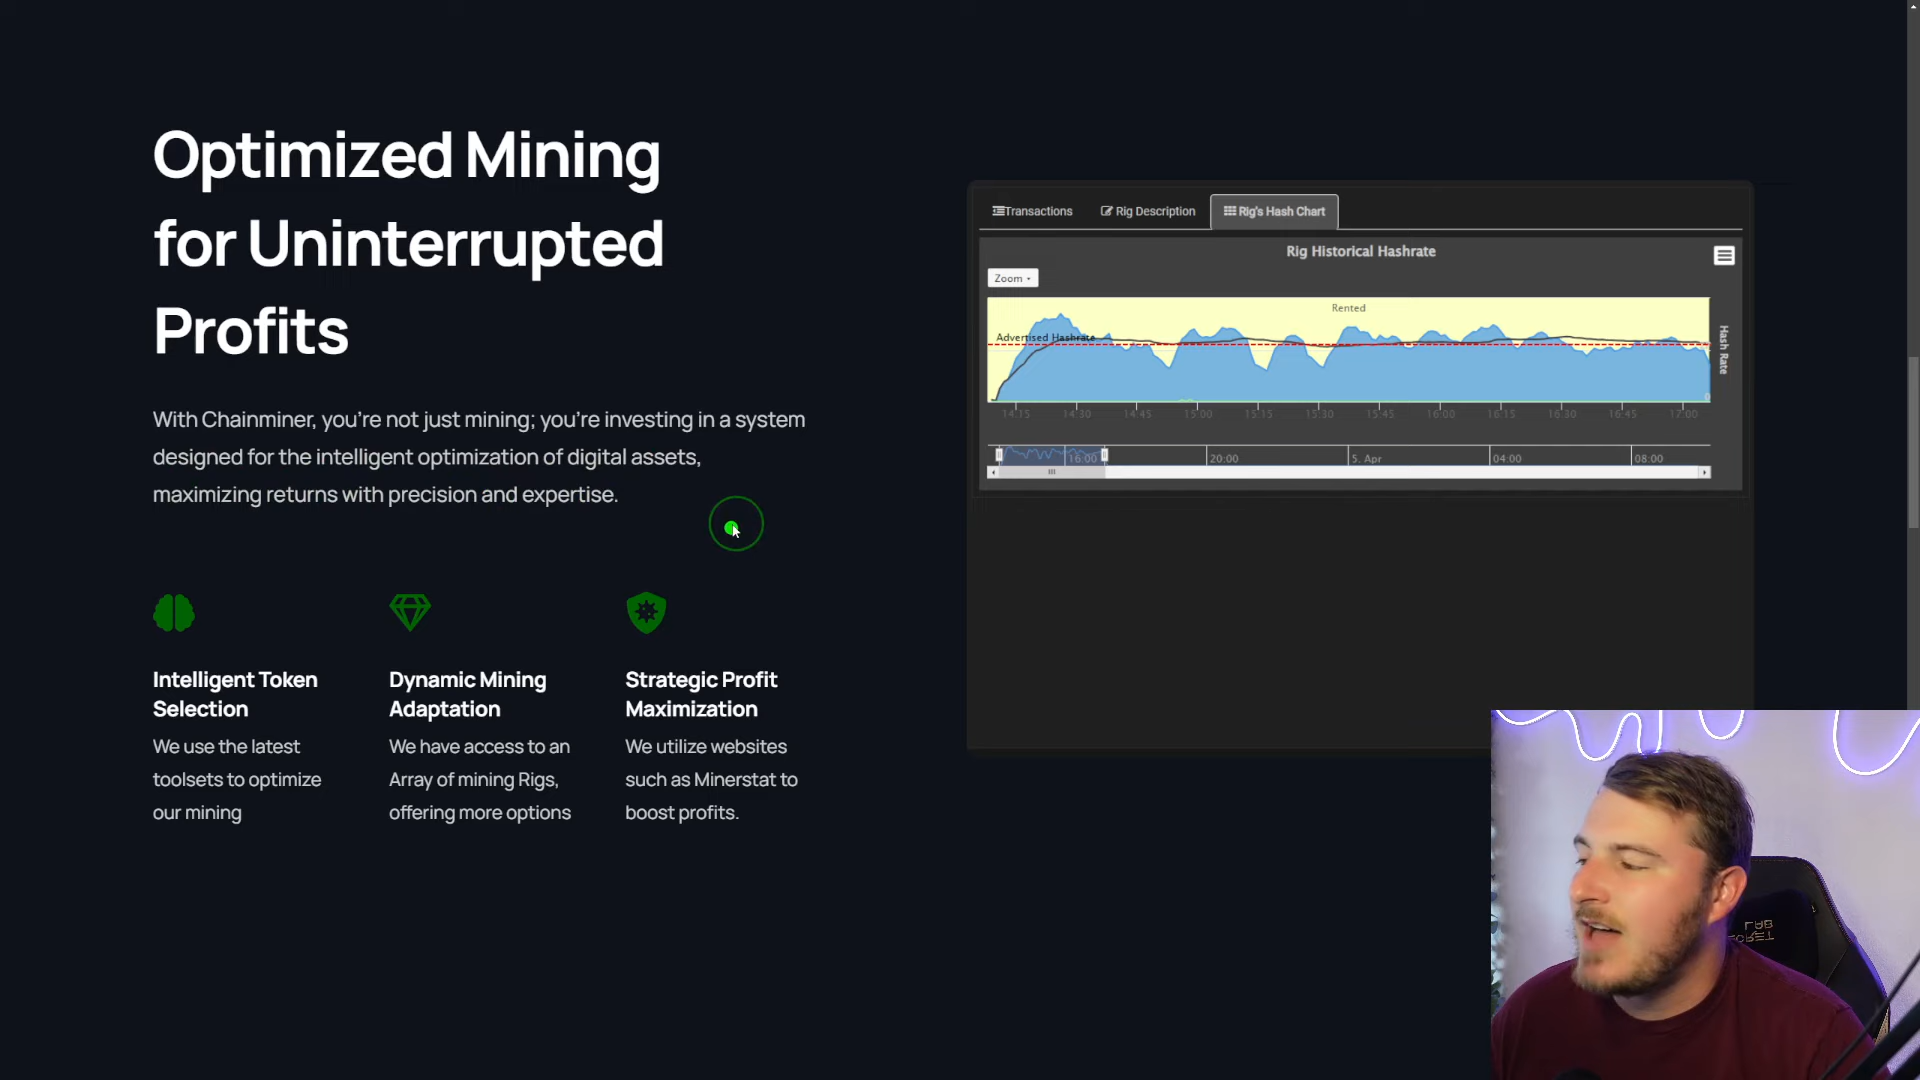 Optimized Mining
for Uninterrupted
Profits
With Chainminer, you're not just mining; you're investing in a system
designed for the intelligent optimization of digital assets,
maximizing returns with precision and expertise.
Intelligent Token
Selection
We use the latest
toolsets to optimize
our mining
Dynamic Mining
Adaptation
We have access to an
Array of mining Rigs,
offering more options
Strategic Profit
Maximization
We utilize websites
such as Minerstat to
boost profits.
Transactions Rig Description Rig's Hash Chart
Rig Historical Hashrate
Zoom
Rented
Advertised Hashrate
Hash Rate
0
14:15 14:30 14:45 15:00 15:15 15:30 15:45 16:00 16:15 16:30 16:45 17:00
16:00 20:00 5. Apr 04:00 08:00